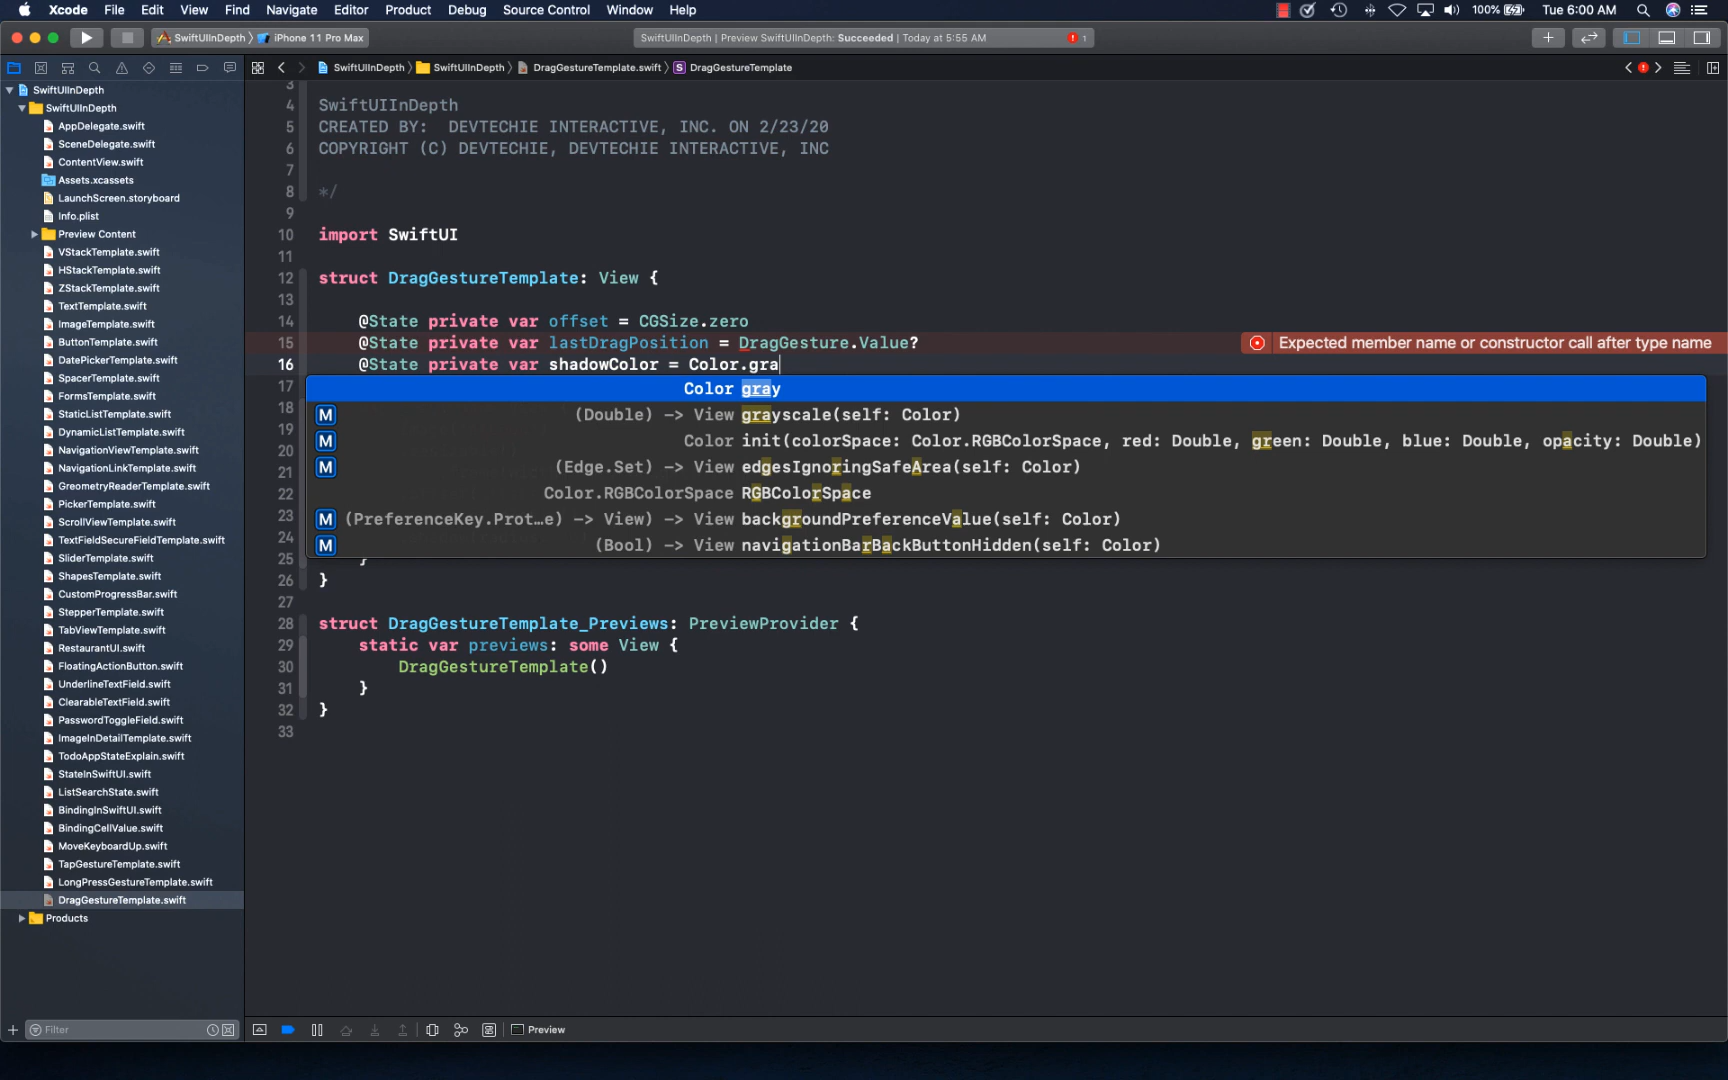 Xcode File Edit View Find Navigate Editor Product Debug Source Control Window Help 100% Tue 6:00 AM
SwiftUIInDepth 〉 iPhone 11 Pro Max SwiftUIInDepth | Preview SwiftUIInDepth: Succeeded | Today at 5:55 AM 1
SwiftUIInDepth 〉 SwiftUIInDepth 〉 DragGestureTemplate.swift 〉 S DragGestureTemplate
SwiftUIInDepth
SwiftUIInDepth
AppDelegate.swift
SceneDelegate.swift
ContentView.swift
Assets.xcassets
LaunchScreen.storyboard
Info.plist
Preview Content
VStackTemplate.swift
HStackTemplate.swift
ZStackTemplate.swift
TextTemplate.swift
ImageTemplate.swift
ButtonTemplate.swift
DatePickerTemplate.swift
SpacerTemplate.swift
FormsTemplate.swift
StaticListTemplate.swift
DynamicListTemplate.swift
NavigationViewTemplate.swift
NavigationLinkTemplate.swift
GreometryReaderTemplate.swift
PickerTemplate.swift
ScrollViewTemplate.swift
TextFieldSecureFieldTemplate.swift
SliderTemplate.swift
ShapesTemplate.swift
CustomProgressBar.swift
StepperTemplate.swift
TabViewTemplate.swift
RestaurantUI.swift
FloatingActionButton.swift
UnderlineTextField.swift
ClearableTextField.swift
PasswordToggleField.swift
ImageInDetailTemplate.swift
TodoAppStateExplain.swift
StateInSwiftUI.swift
ListSearchState.swift
BindingInSwiftUI.swift
BindingCellValue.swift
MoveKeyboardUp.swift
TapGestureTemplate.swift
LongPressGestureTemplate.swift
DragGestureTemplate.swift
Products
Filter
3
4 SwiftUIInDepth
5 CREATED BY: DEVTECHIE INTERACTIVE, INC. ON 2/23/20
6 COPYRIGHT (C) DEVTECHIE, DEVTECHIE INTERACTIVE, INC
7
8 */
9
10 import SwiftUI
11
12 struct DragGestureTemplate: View {
13
14 @State private var offset = CGSize.zero
15 @State private var lastDragPosition = DragGesture.Value? Expected member name or constructor call after type name
16 @State private var shadowColor = Color.gra
17 Color gray
18 M (Double) -> View grayscale(self: Color)
19 M Color init(colorSpace: Color.RGBColorSpace, red: Double, green: Double, blue: Double, opacity: Double)
20
21 M (Edge.Set) -> View edgesIgnoringSafeArea(self: Color)
22 Color.RGBColorSpace RGBColorSpace
23 M (PreferenceKey.Prot…e) -> View) -> View backgroundPreferenceValue(self: Color)
24 M (Bool) -> View navigationBarBackButtonHidden(self: Color)
25 }
26 }
27
28 struct DragGestureTemplate_Previews: PreviewProvider {
29 static var previews: some View {
30 DragGestureTemplate()
31 }
32 }
33
Preview